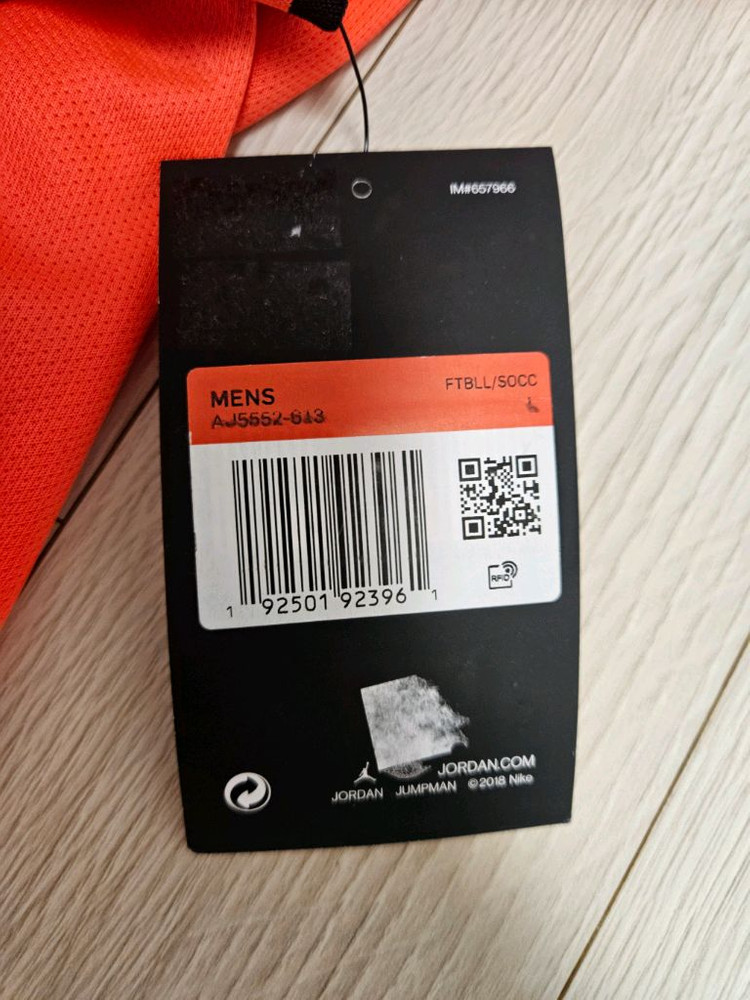 IM#657966
MENS
FTBLL/SOCC
AJ5552-613
1 92501 92396 1
RFID
JORDAN.COM
JORDAN JUMPMAN ©2018 Nike